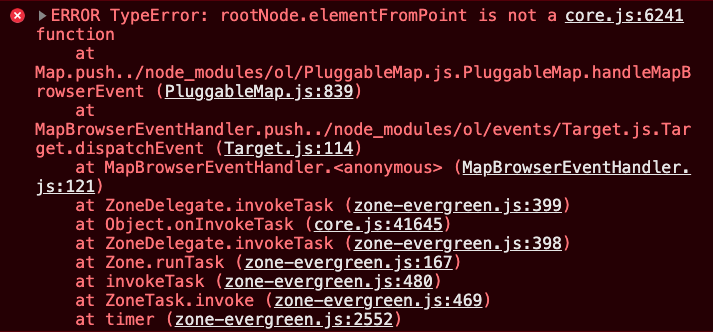 ERROR TypeError: rootNode.elementFromPoint is not a core.js:6241
function
at
Map.push../node_modules/ol/PluggableMap.js.PluggableMap.handleMapB
rowserEvent (PluggableMap.js:839)
at
MapBrowserEventHandler.push../node_modules/ol/events/Target.js.Tar
get.dispatchEvent (Target.js:114)
at MapBrowserEventHandler.<anonymous> (MapBrowserEventHandler.
js:121)
at ZoneDelegate.invokeTask (zone-evergreen.js:399)
at Object.onInvokeTask (core.js:41645)
at ZoneDelegate.invokeTask (zone-evergreen.js:398)
at Zone.runTask (zone-evergreen.js:167)
at invokeTask (zone-evergreen.js:480)
at ZoneTask.invoke (zone-evergreen.js:469)
at timer (zone-evergreen.js:2552)